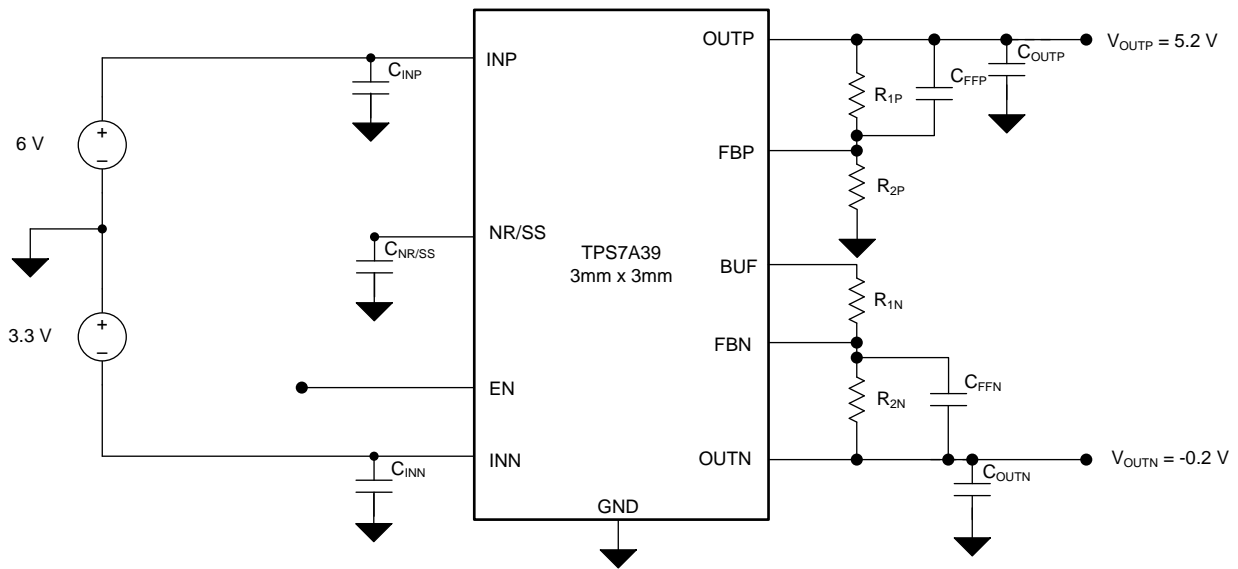 OUTP
V_OUTP = 5.2 V
C_OUTP
INP
C_INP
C_FFP
R_1P
6 V
+
–
FBP
R_2P
NR/SS
C_NR/SS
TPS7A39
3mm x 3mm
BUF
R_1N
3.3 V
+
–
FBN
EN
C_FFN
R_2N
INN
C_INN
OUTN
V_OUTN = -0.2 V
C_OUTN
GND